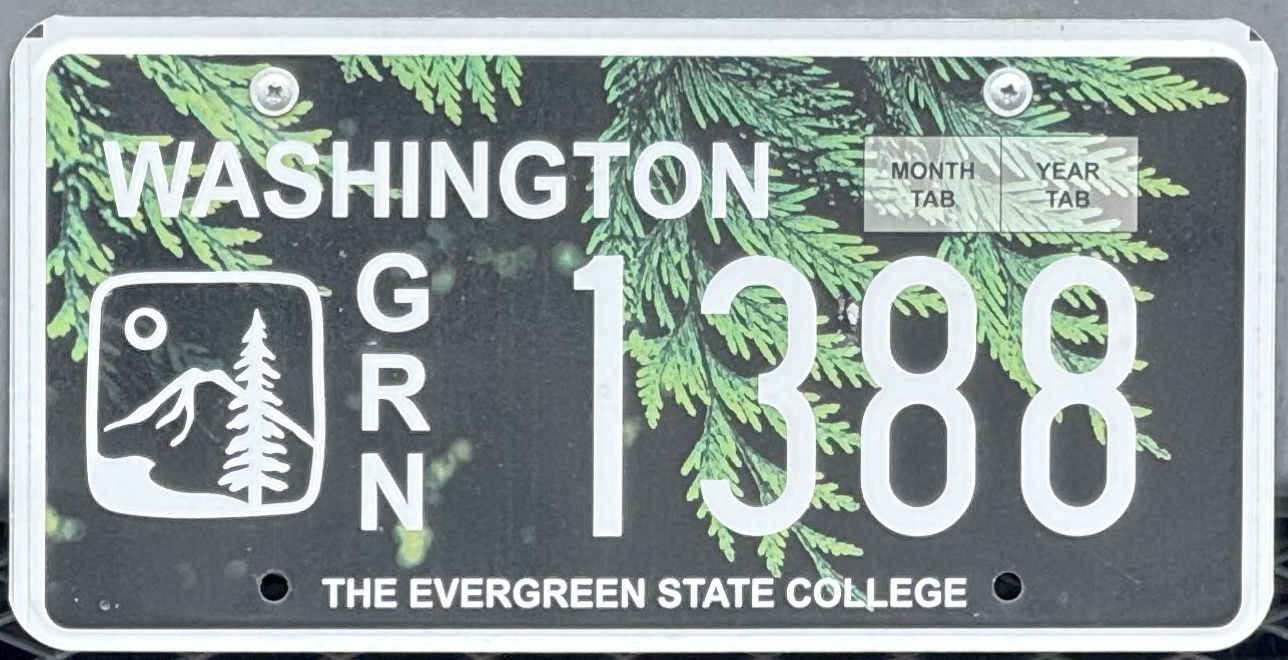 WASHINGTON
MONTH TAB
YEAR TAB
GRN
1388
THE EVERGREEN STATE COLLEGE